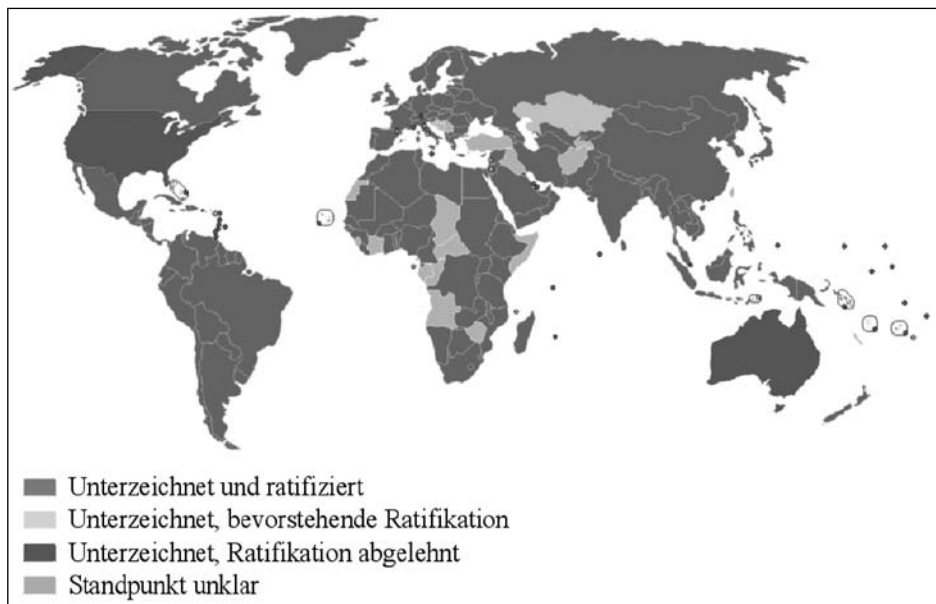 Unterzeichnet und ratifiziert
Unterzeichnet, bevorstehende Ratifikation
Unterzeichnet, Ratifikation abgelehnt
Standpunkt unklar